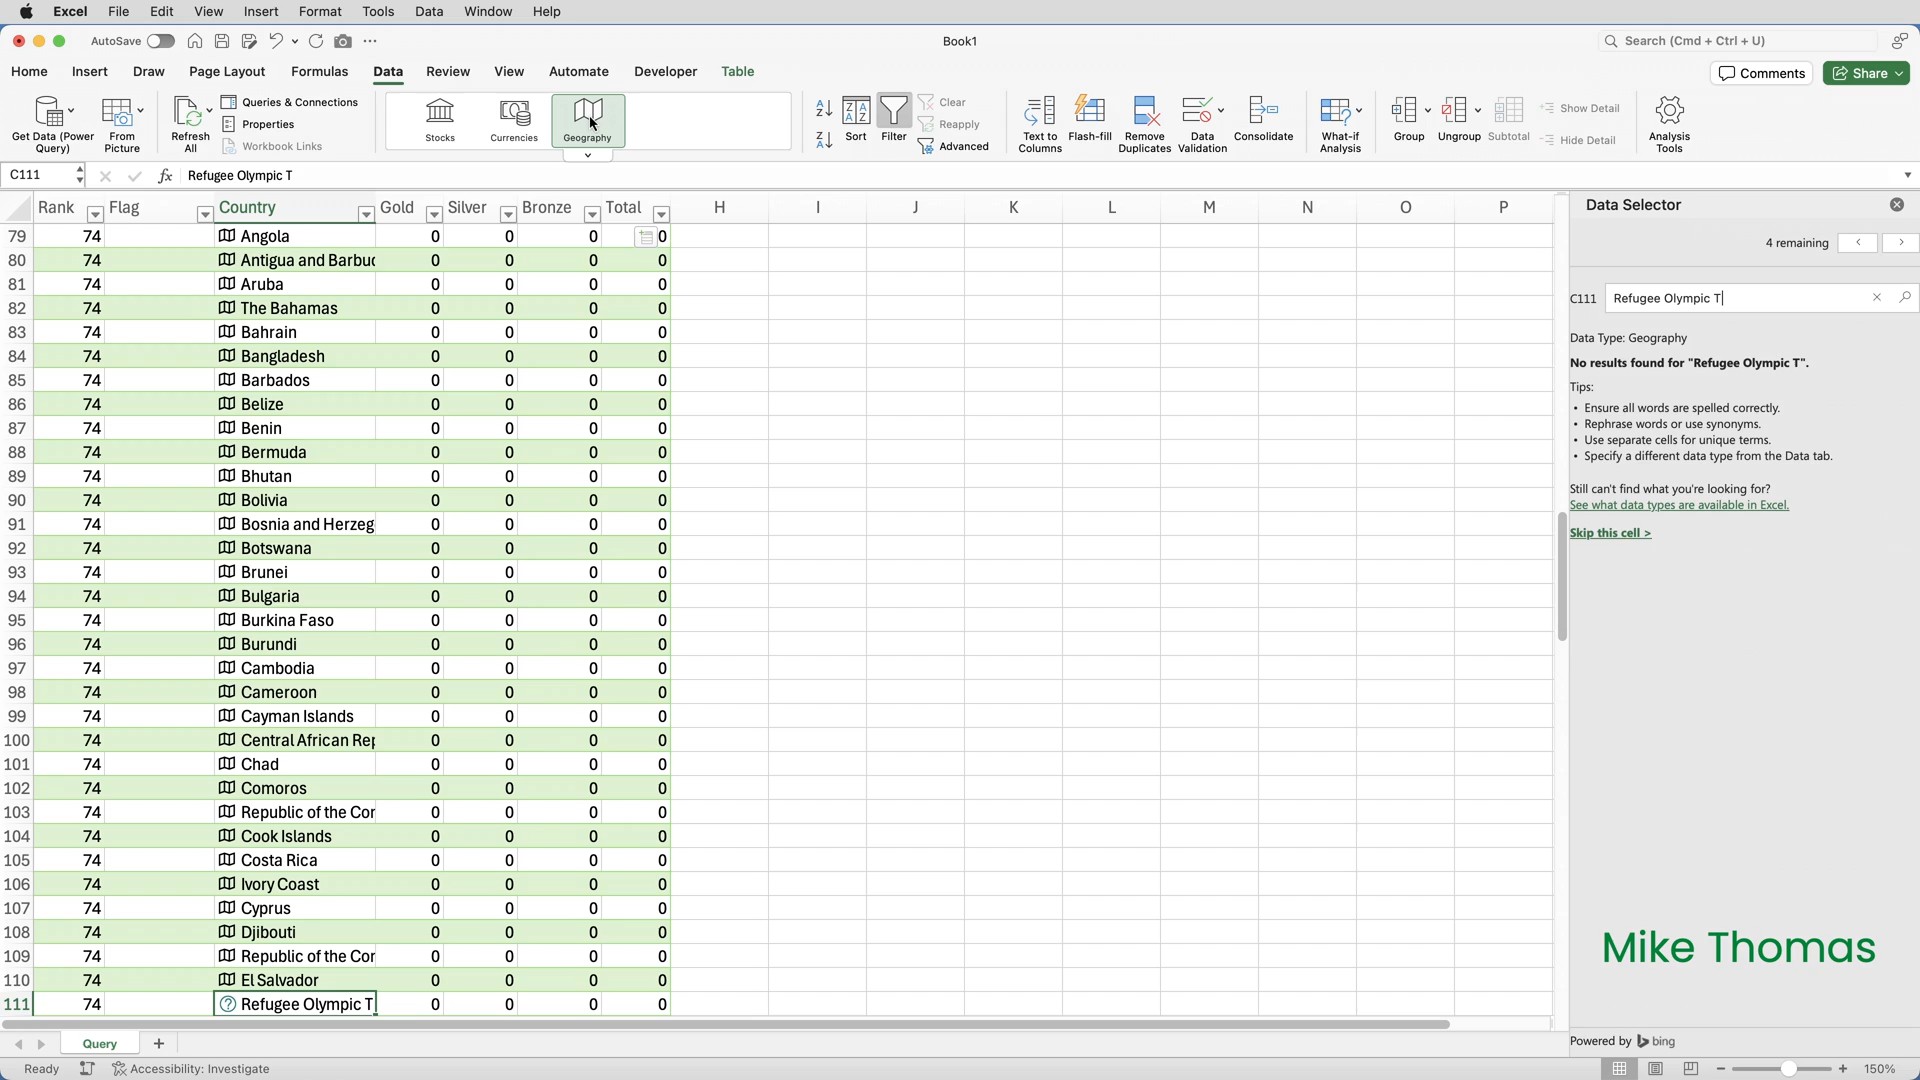 Excel File Edit View Insert Format Tools Data Window Help
AutoSave Book1 Search (Cmd + Ctrl + U)
Home Insert Draw Page Layout Formulas Data Review View Automate Developer Table Comments Share
Get Data (Power Query) From Picture Refresh All Queries & Connections Properties Workbook Links Stocks Currencies Geography Sort Filter Clear Reapply Advanced Text to Columns Flash-fill Remove Duplicates Data Validation Consolidate What-if Analysis Group Ungroup Subtotal Show Detail Hide Detail Analysis Tools
C111 fx Refugee Olympic T
Rank Flag Country Gold Silver Bronze Total H I J K L M N O P
79 74 Angola 0 0 0 0
80 74 Antigua and Barbuc 0 0 0 0
81 74 Aruba 0 0 0 0
82 74 The Bahamas 0 0 0 0
83 74 Bahrain 0 0 0 0
84 74 Bangladesh 0 0 0 0
85 74 Barbados 0 0 0 0
86 74 Belize 0 0 0 0
87 74 Benin 0 0 0 0
88 74 Bermuda 0 0 0 0
89 74 Bhutan 0 0 0 0
90 74 Bolivia 0 0 0 0
91 74 Bosnia and Herzeg 0 0 0 0
92 74 Botswana 0 0 0 0
93 74 Brunei 0 0 0 0
94 74 Bulgaria 0 0 0 0
95 74 Burkina Faso 0 0 0 0
96 74 Burundi 0 0 0 0
97 74 Cambodia 0 0 0 0
98 74 Cameroon 0 0 0 0
99 74 Cayman Islands 0 0 0 0
100 74 Central African Rep 0 0 0 0
101 74 Chad 0 0 0 0
102 74 Comoros 0 0 0 0
103 74 Republic of the Cor 0 0 0 0
104 74 Cook Islands 0 0 0 0
105 74 Costa Rica 0 0 0 0
106 74 Ivory Coast 0 0 0 0
107 74 Cyprus 0 0 0 0
108 74 Djibouti 0 0 0 0
109 74 Republic of the Cor 0 0 0 0
110 74 El Salvador 0 0 0 0
111 74 Refugee Olympic T 0 0 0 0
Data Selector
4 remaining
C111 Refugee Olympic T
Data Type: Geography
No results found for "Refugee Olympic T".
Tips:
• Ensure all words are spelled correctly.
• Rephrase words or use synonyms.
• Use separate cells for unique terms.
• Specify a different data type from the Data tab.
Still can't find what you're looking for?
See what data types are available in Excel.
Skip this cell >
Mike Thomas
Powered by bing
Query +
Ready Accessibility: Investigate 150%